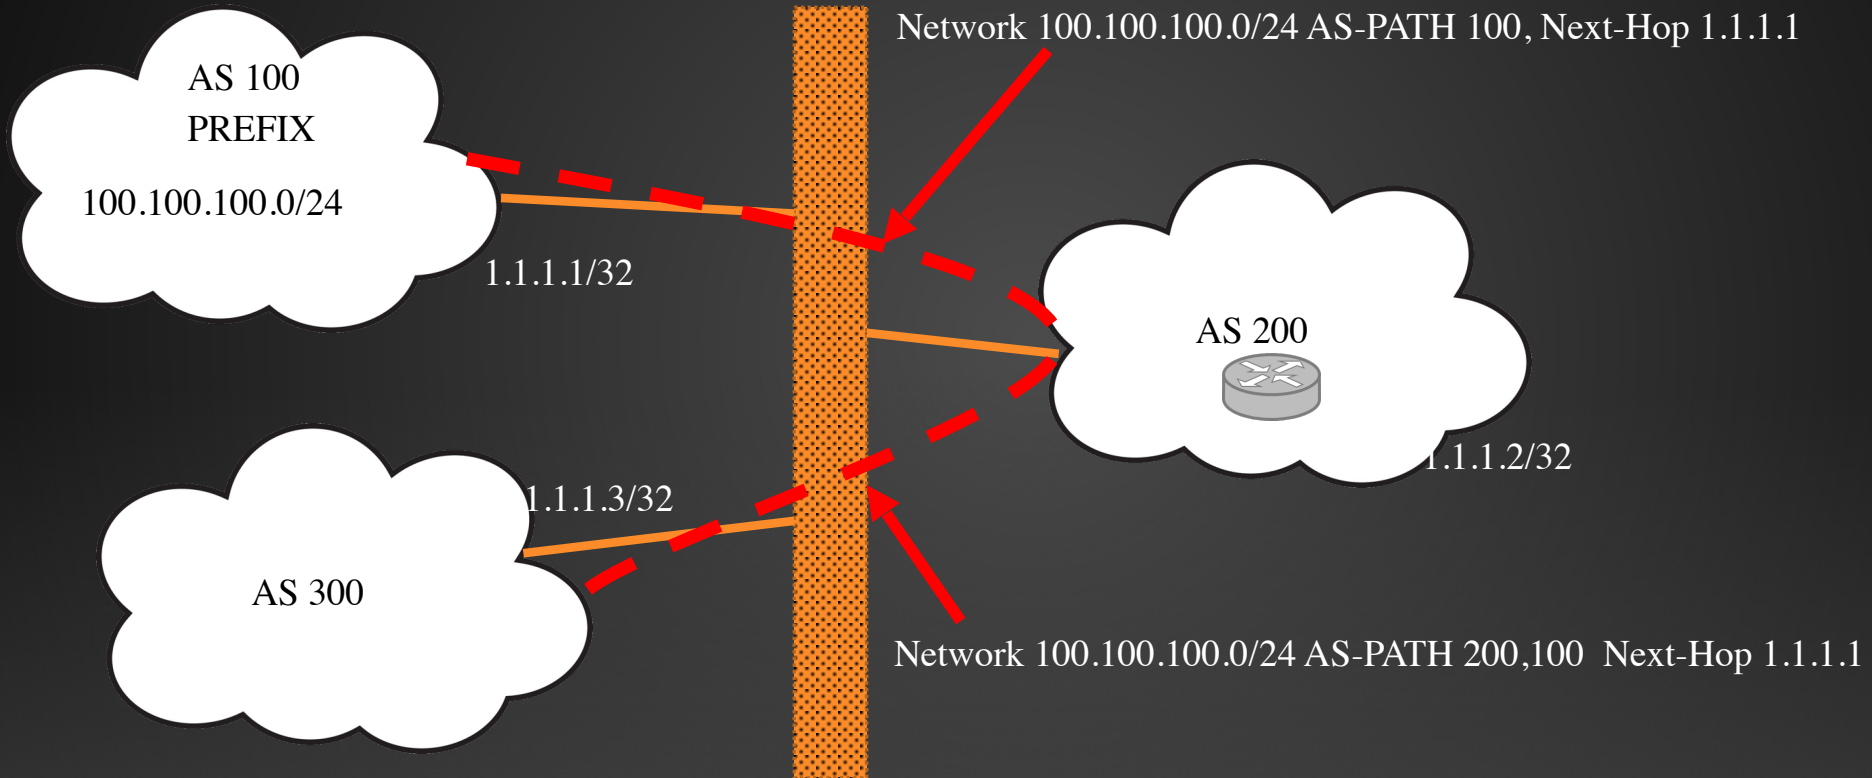 Network 100.100.100.0/24 AS-PATH 100, Next-Hop 1.1.1.1
AS 100
PREFIX
100.100.100.0/24
1.1.1.1/32
AS 200
1.1.1.2/32
1.1.1.3/32
AS 300
Network 100.100.100.0/24 AS-PATH 200,100 Next-Hop 1.1.1.1